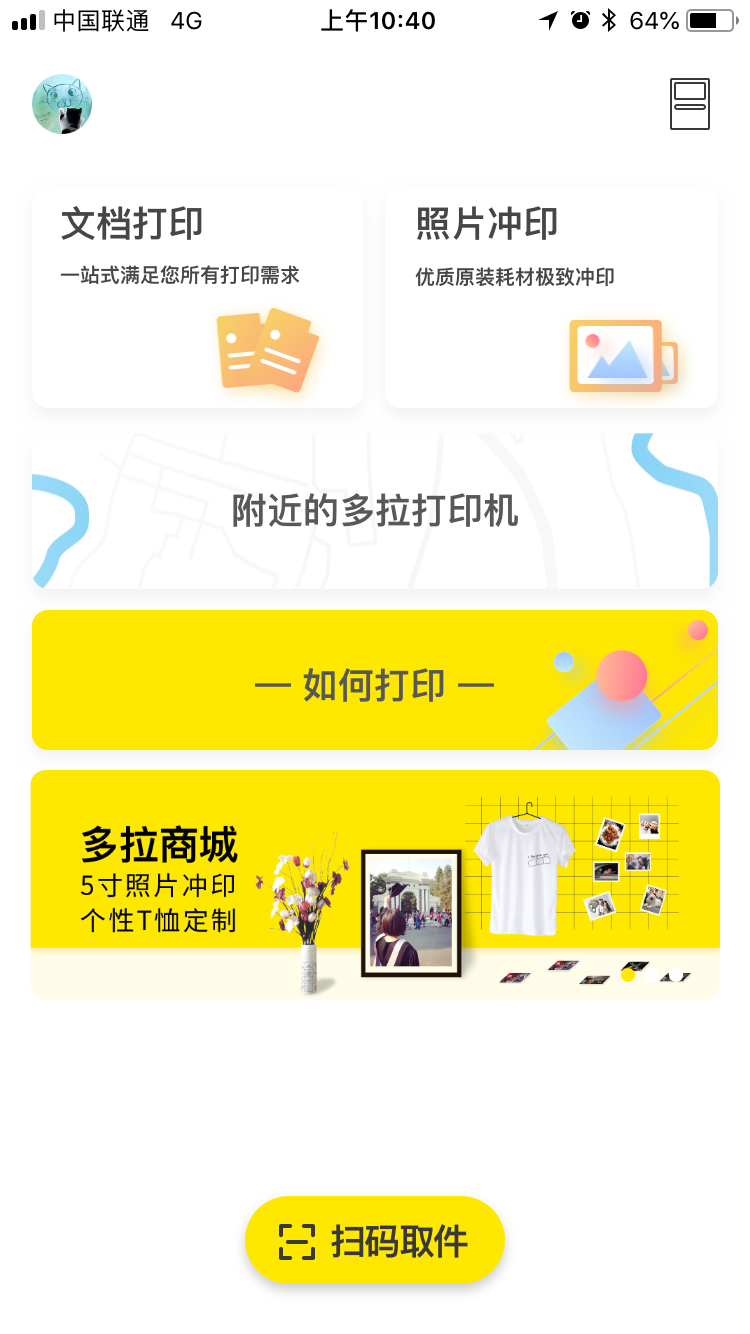 中国联通 4G 上午10:40 64%
文档打印
一站式满足您所有打印需求
照片冲印
优质原装耗材极致冲印
附近的多拉打印机
— 如何打印 —
多拉商城
5寸照片冲印
个性T恤定制
扫码取件